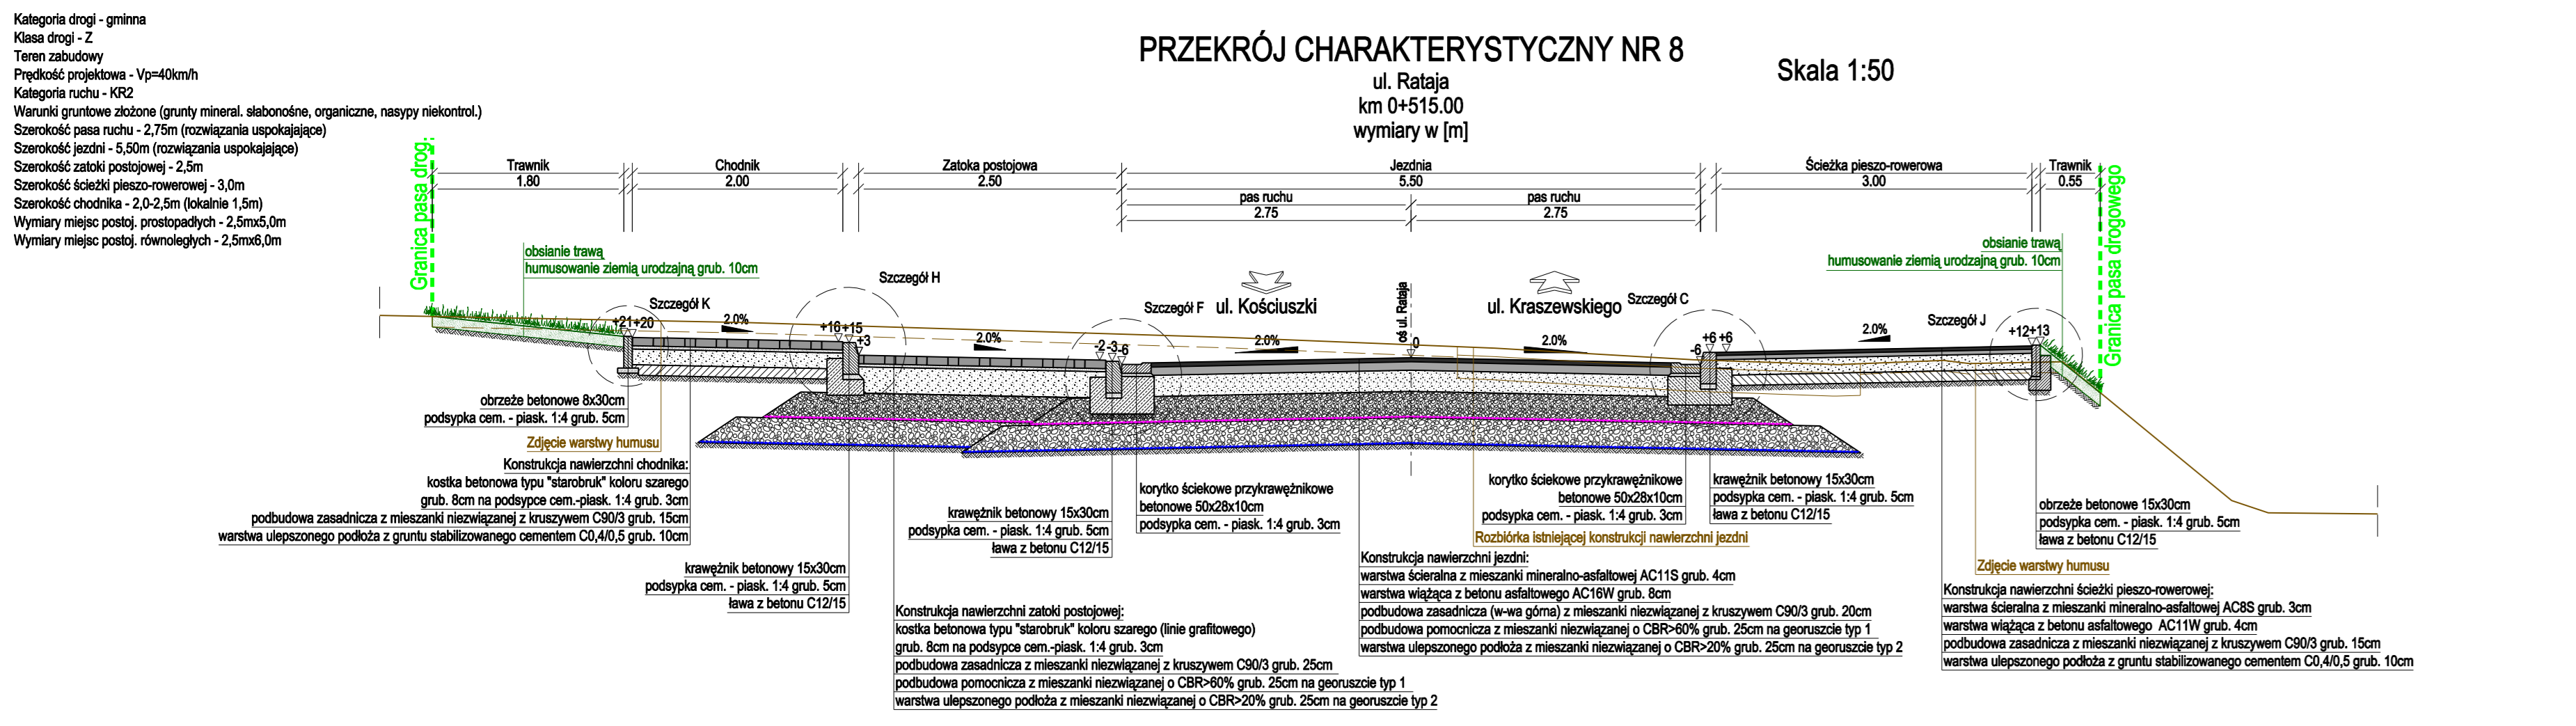 Kategoria drogi - gminna
Klasa drogi - Z
Teren zabudowy
Prędkość projektowa - Vp=40km/h
Kategoria ruchu - KR2
Warunki gruntowe złożone (grunty mineral. słabonośne, organiczne, nasypy niekontrol.)
Szerokość pasa ruchu - 2,75m (rozwiązania uspokajające)
Szerokość jezdni - 5,50m (rozwiązania uspokajające)
Szerokość zatoki postojowej - 2,5m
Szerokość ścieżki pieszo-rowerowej - 3,0m
Szerokość chodnika - 2,0-2,5m (lokalnie 1,5m)
Wymiary miejsc postoj. prostopadłych - 2,5mx5,0m
Wymiary miejsc postoj. równoległych - 2,5mx6,0m
PRZEKRÓJ CHARAKTERYSTYCZNY NR 8
ul. Rataja
km 0+515.00
wymiary w [m]
Skala 1:50
Granica pasa drog.
Trawnik
1.80
Chodnik
2.00
Zatoka postojowa
2.50
Jezdnia
5.50
pas ruchu
2.75
pas ruchu
2.75
Ścieżka pieszo-rowerowa
3.00
Trawnik
0.55
Granica pasa drogowego
obsianie trawą
humusowanie ziemią urodzajną grub. 10cm
obsianie trawą
humusowanie ziemią urodzajną grub. 10cm
Szczegół K
Szczegół H
Szczegół F
ul. Kościuszki
oś ul. Rataja
ul. Kraszewskiego
Szczegół C
Szczegół J
+21 +20
2.0%
+16 +15
+3
2.0%
-2 -3 -6
2.0%
0
2.0%
-6
+6 +6
2.0%
+12 +13
obrzeże betonowe 8x30cm
podsypka cem. - piask. 1:4 grub. 5cm
Zdjęcie warstwy humusu
Konstrukcja nawierzchni chodnika:
kostka betonowa typu "starobruk" koloru szarego
grub. 8cm na podsypce cem.-piask. 1:4 grub. 3cm
podbudowa zasadnicza z mieszanki niezwiązanej z kruszywem C90/3 grub. 15cm
warstwa ulepszonego podłoża z gruntu stabilizowanego cementem C0,4/0,5 grub. 10cm
krawężnik betonowy 15x30cm
podsypka cem. - piask. 1:4 grub. 5cm
ława z betonu C12/15
Konstrukcja nawierzchni zatoki postojowej:
kostka betonowa typu "starobruk" koloru szarego (linie grafitowego)
grub. 8cm na podsypce cem.-piask. 1:4 grub. 3cm
podbudowa zasadnicza z mieszanki niezwiązanej z kruszywem C90/3 grub. 25cm
podbudowa pomocnicza z mieszanki niezwiązanej o CBR>60% grub. 25cm na georuszcie typ 1
warstwa ulepszonego podłoża z mieszanki niezwiązanej o CBR>20% grub. 25cm na georuszcie typ 2
krawężnik betonowy 15x30cm
podsypka cem. - piask. 1:4 grub. 5cm
ława z betonu C12/15
korytko ściekowe przykrawężnikowe
betonowe 50x28x10cm
podsypka cem. - piask. 1:4 grub. 3cm
korytko ściekowe przykrawężnikowe
betonowe 50x28x10cm
podsypka cem. - piask. 1:4 grub. 3cm
Rozbiórka istniejącej konstrukcji nawierzchni jezdni
Konstrukcja nawierzchni jezdni:
warstwa ścieralna z mieszanki mineralno-asfaltowej AC11S grub. 4cm
warstwa wiążąca z betonu asfaltowego AC16W grub. 8cm
podbudowa zasadnicza (w-wa górna) z mieszanki niezwiązanej z kruszywem C90/3 grub. 20cm
podbudowa pomocnicza z mieszanki niezwiązanej o CBR>60% grub. 25cm na georuszcie typ 1
warstwa ulepszonego podłoża z mieszanki niezwiązanej o CBR>20% grub. 25cm na georuszcie typ 2
krawężnik betonowy 15x30cm
podsypka cem. - piask. 1:4 grub. 5cm
ława z betonu C12/15
obrzeże betonowe 15x30cm
podsypka cem. - piask. 1:4 grub. 5cm
ława z betonu C12/15
Zdjęcie warstwy humusu
Konstrukcja nawierzchni ścieżki pieszo-rowerowej:
warstwa ścieralna z mieszanki mineralno-asfaltowej AC8S grub. 3cm
warstwa wiążąca z betonu asfaltowego AC11W grub. 4cm
podbudowa zasadnicza z mieszanki niezwiązanej z kruszywem C90/3 grub. 15cm
warstwa ulepszonego podłoża z gruntu stabilizowanego cementem C0,4/0,5 grub. 10cm